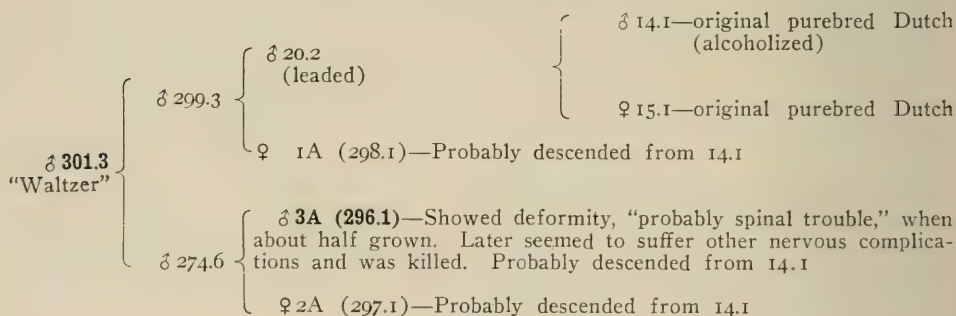 ♂ 14.1—original purebred Dutch
(alcoholized)
♂ 20.2
(leaded)
♂ 299.3
♀ 15.1—original purebred Dutch
♀ 1A (298.1)—Probably descended from 14.1
♂ 301.3
"Waltzer"
♂ 3A (296.1)—Showed deformity, "probably spinal trouble," when
about half grown. Later seemed to suffer other nervous complica-
tions and was killed. Probably descended from 14.1
♂ 274.6
♀ 2A (297.1)—Probably descended from 14.1